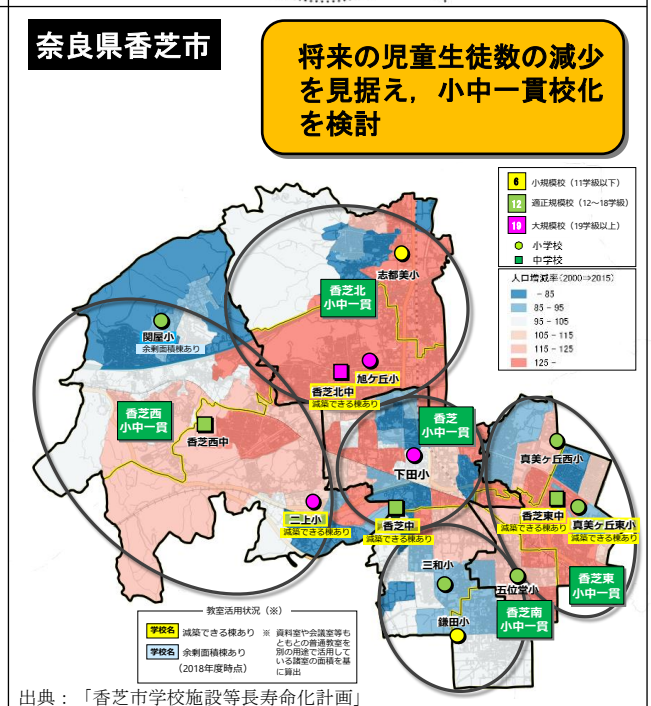 奈良県香芝市
将来の児童生徒数の減少
を見据え，小中一貫校化
を検討
6 小規模校（11学級以下）
12 適正規模校（12～18学級）
19 大規模校（19学級以上）
小学校
中学校
人口増減率（2000⇒2015）
- 85
85 - 95
95 - 105
105 - 115
115 - 125
125 -
志都美小
香芝北
小中一貫
関屋小
余剰面積棟あり
旭ケ丘小
香芝北中
減築できる棟あり
香芝西
小中一貫
香芝西中
香芝
小中一貫
下田小
真美ヶ丘西小
二上小
減築できる棟あり
香芝中
減築できる棟あり
香芝東中
減築できる棟あり
真美ヶ丘東小
減築できる棟あり
三和小
五位堂小
香芝東
小中一貫
香芝南
小中一貫
鎌田小
教室活用状況（※）
学校名 減築できる棟あり
学校名 余剰面積棟あり
（2018年度時点）
※ 資料室や会議室等も
ともとの普通教室を
別の用途で活用して
いる諸室の面積を基
に算出
出典：「香芝市学校施設等長寿命化計画」